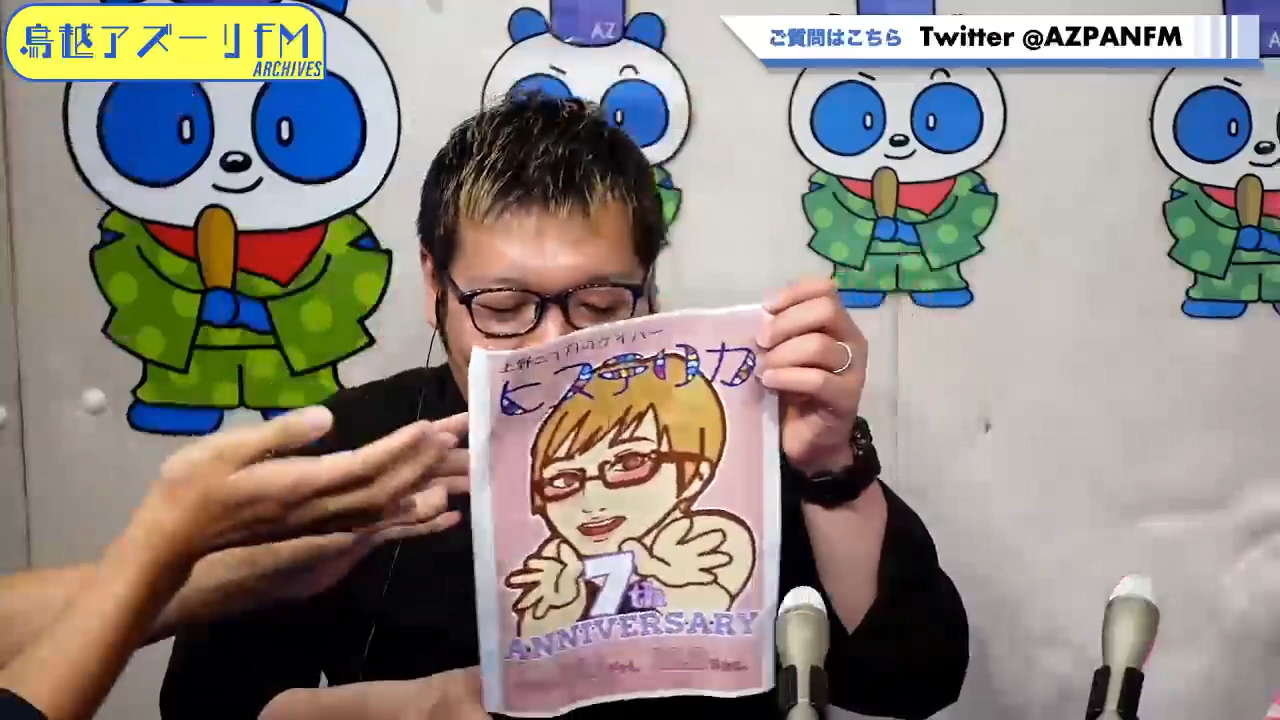 鳥越アズーリFM
ARCHIVES
ご質問はこちら Twitter @AZPANFM
AZ
上野二丁目のゲイバー
ヒステリカ
7th
ANNIVERSARY